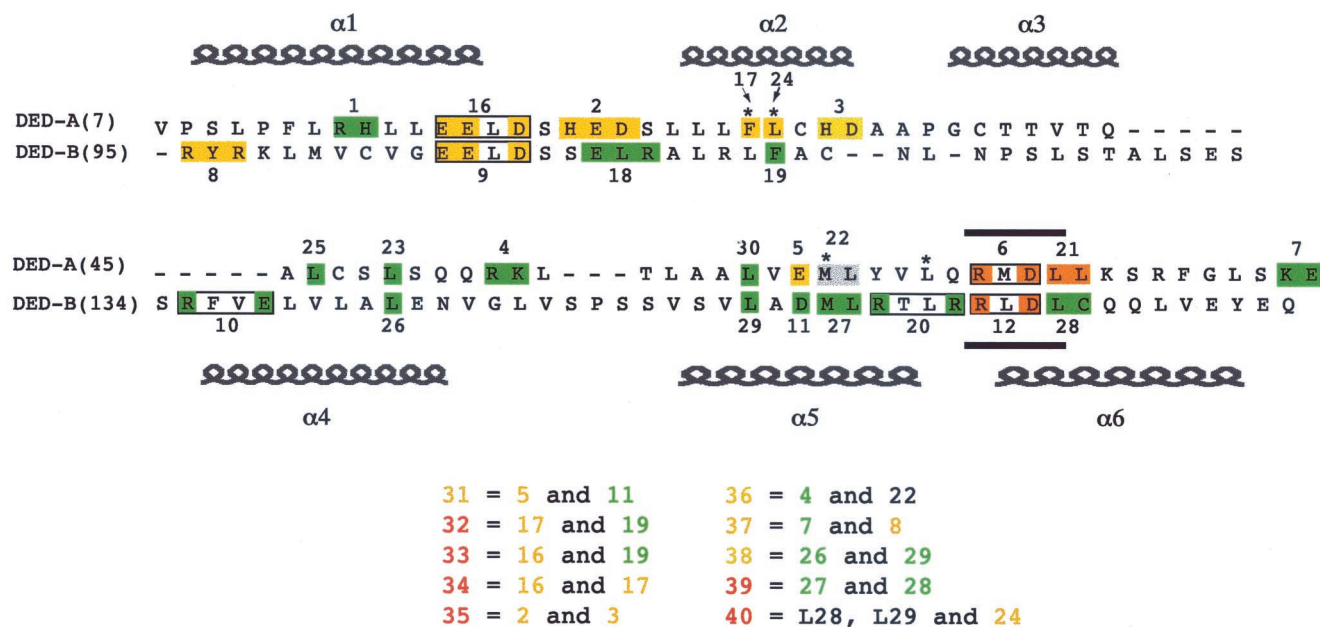 α1 α2 α3
17 24
1 16 2 * * 3
DED-A(7) V P S L P F L R H L L E E L D S H E D S L L L F L C H D A A P G C T T V T Q - - - - -
DED-B(95) - R Y R K L M V C V G E E L D S S E L R A L R L F A C - - N L - N P S L S T A L S E S
8 9 18 19
25 23 4 30 5 22 6 21 7
* *
DED-A(45) - - - - - A L C S L S Q Q R K L - - - T L A A L V E M L Y V L Q R M D L L K S R F G L S K E
DED-B(134) S R F V E L V L A L E N V G L V S P S S V S V L A D M L R T L R R L D L C Q Q L V E Y E Q
10 26 29 11 27 20 12 28
α4 α5 α6
31 = 5 and 11 36 = 4 and 22
32 = 17 and 19 37 = 7 and 8
33 = 16 and 19 38 = 26 and 29
34 = 16 and 17 39 = 27 and 28
35 = 2 and 3 40 = L28, L29 and 24